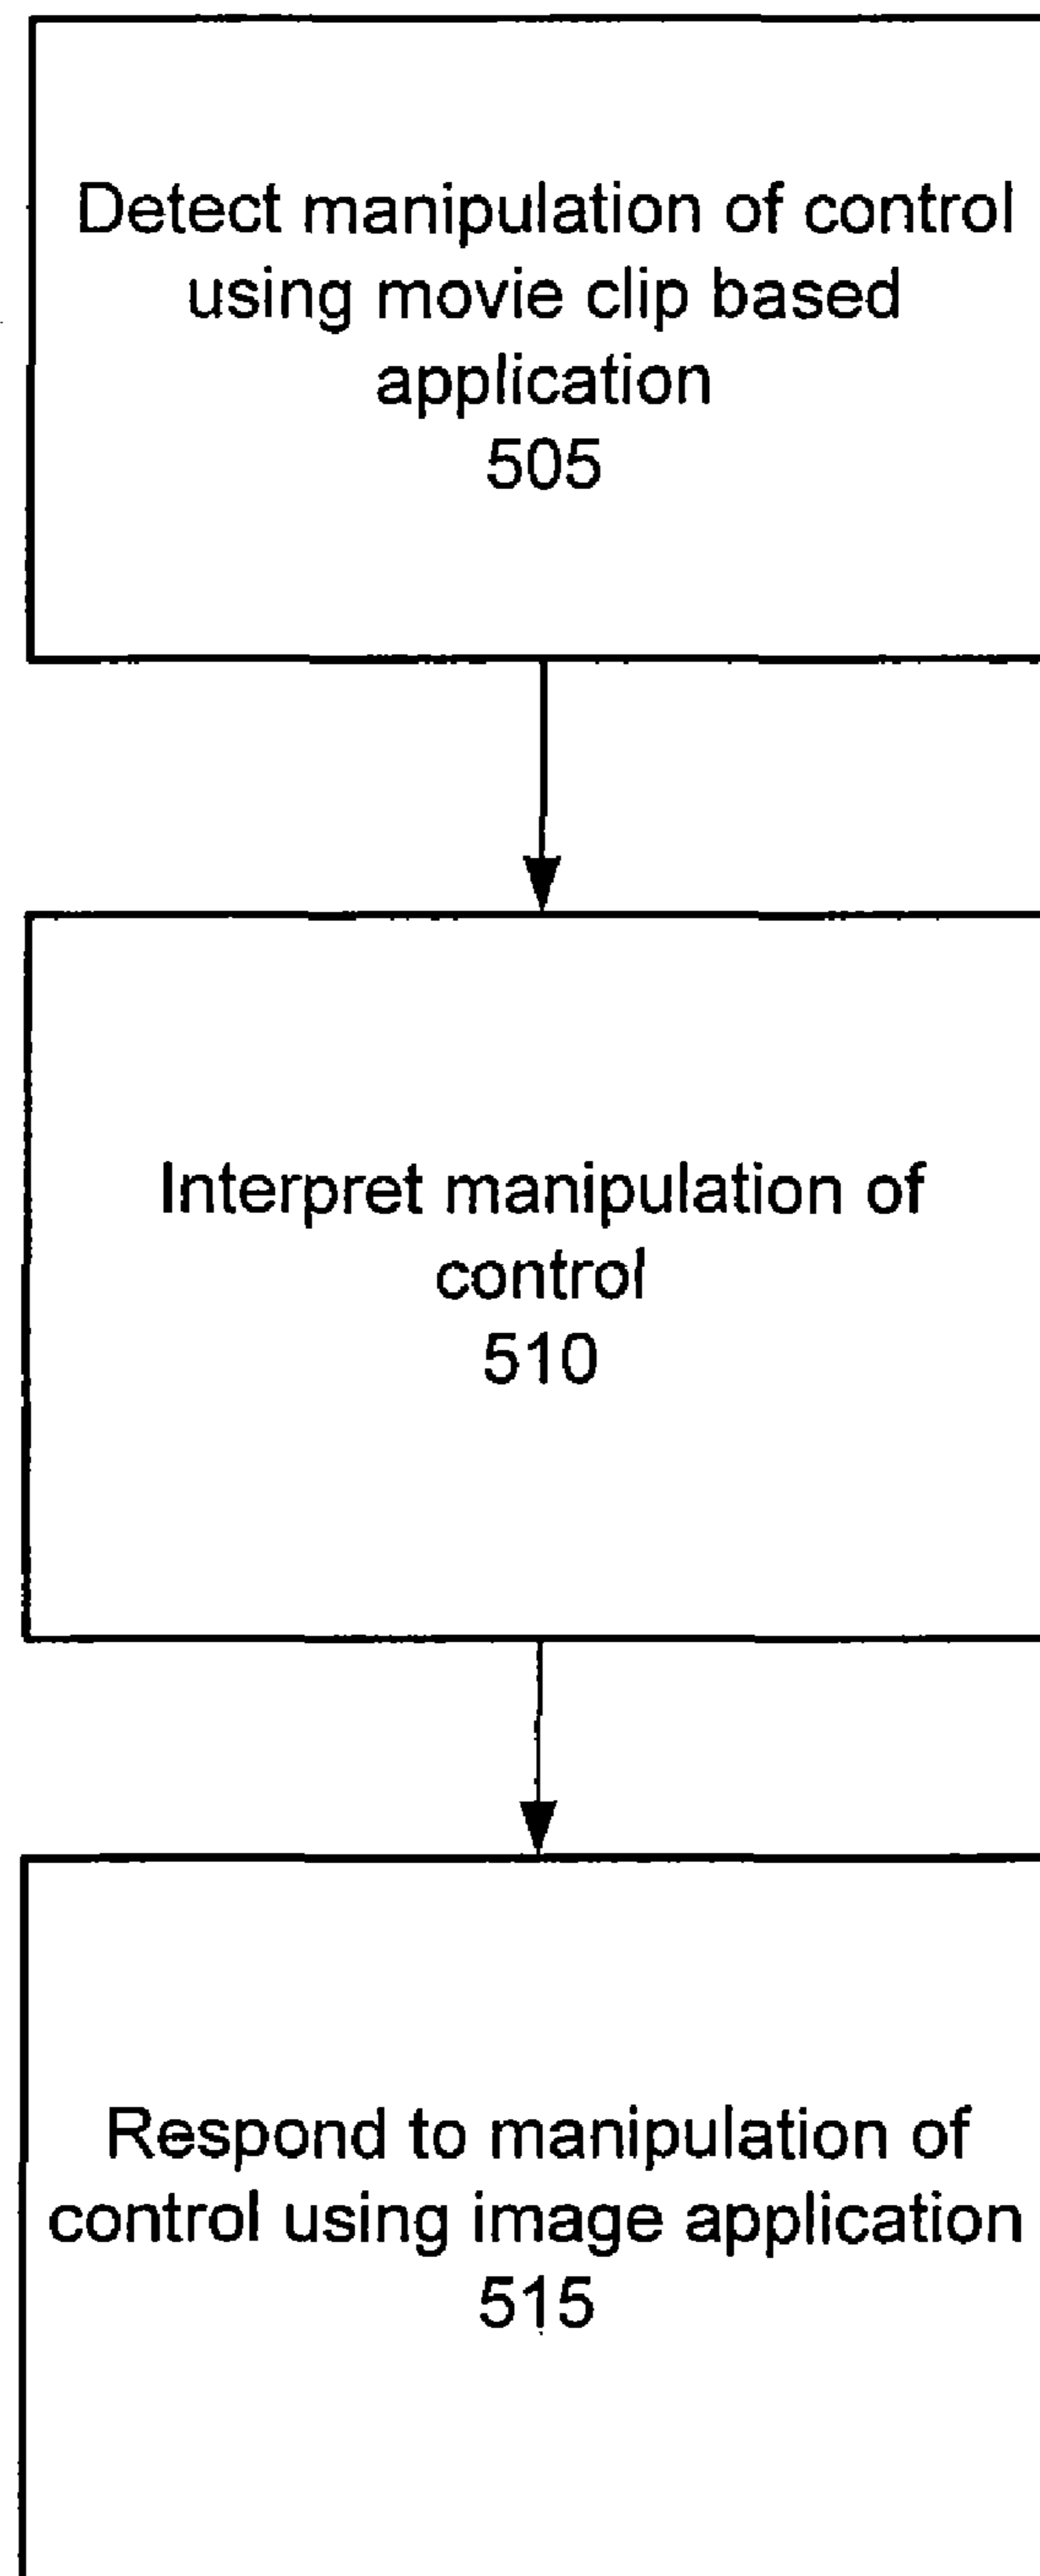 Detect manipulation of control
using movie clip based
application
505
Interpret manipulation of
control
510
Respond to manipulation of
control using image application
515